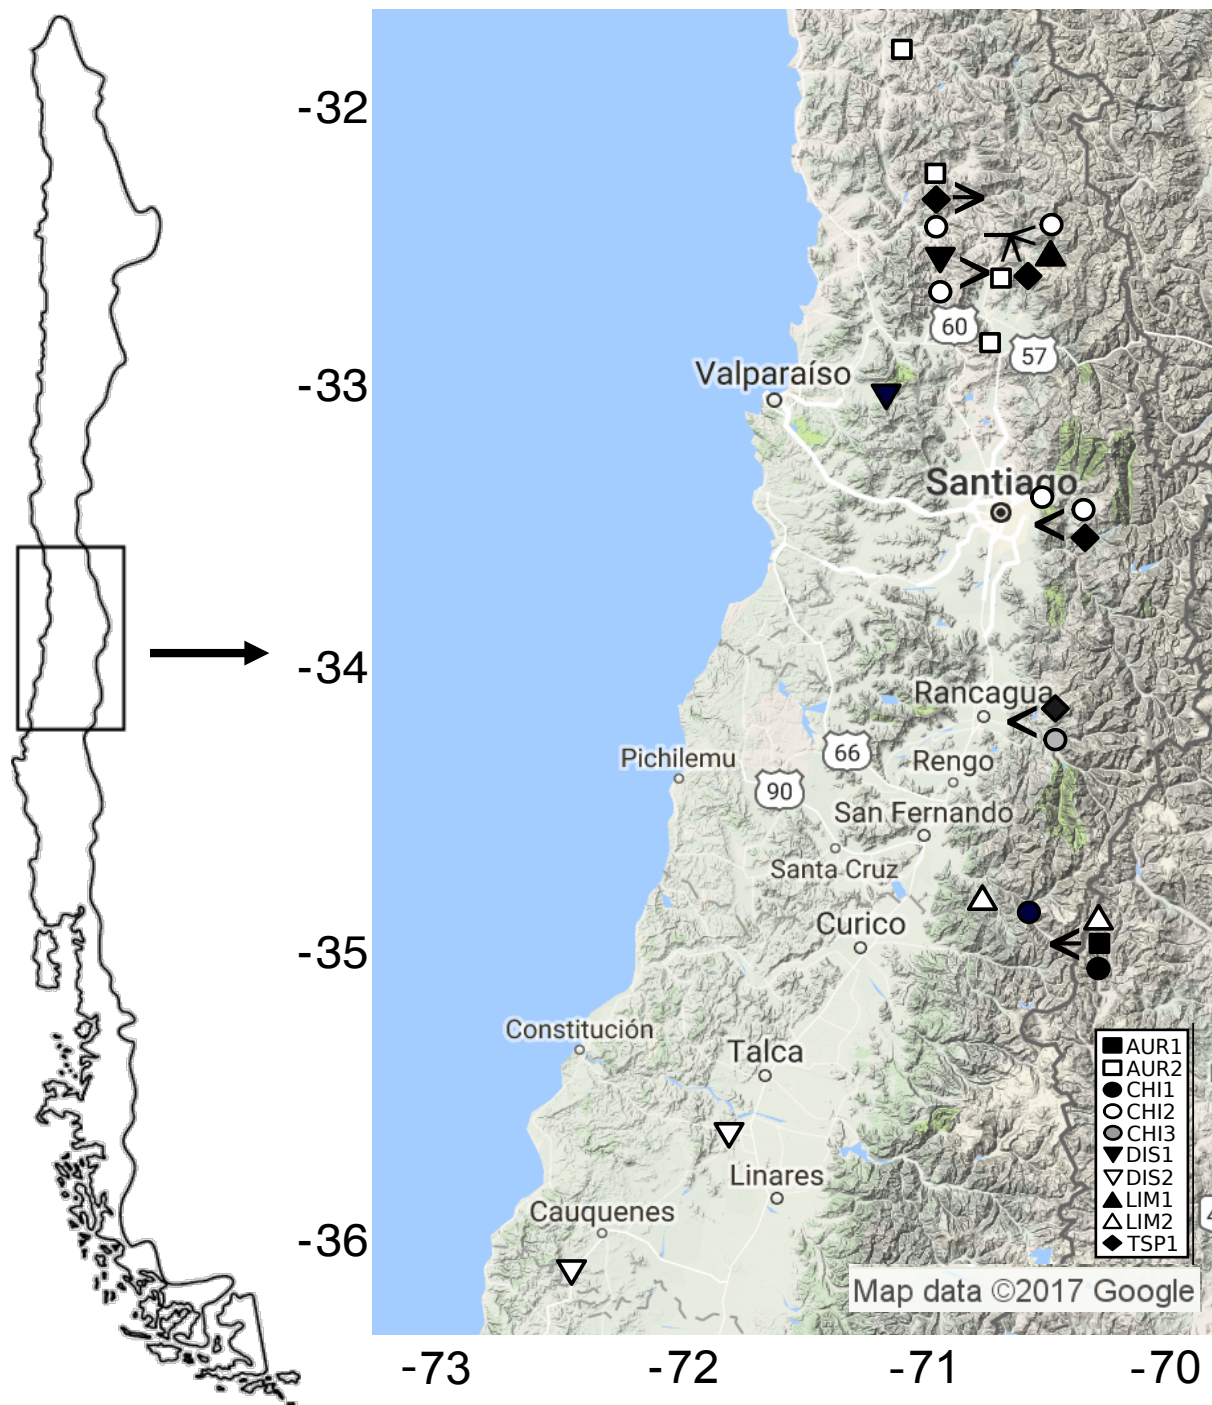 -32
60
57
Valparaíso
-33
Santiago
-34
Rancagua
Pichilemu
66
Rengo
90
San Fernando
Santa Cruz
Curico
-35
Constitución
Talca
AUR1
AUR2
CHI1
CHI2
CHI3
DIS1
DIS2
LIM1
LIM2
TSP1
Linares
Cauquenes
-36
4
Map data ©2017 Google
-73
-72
-71
-70